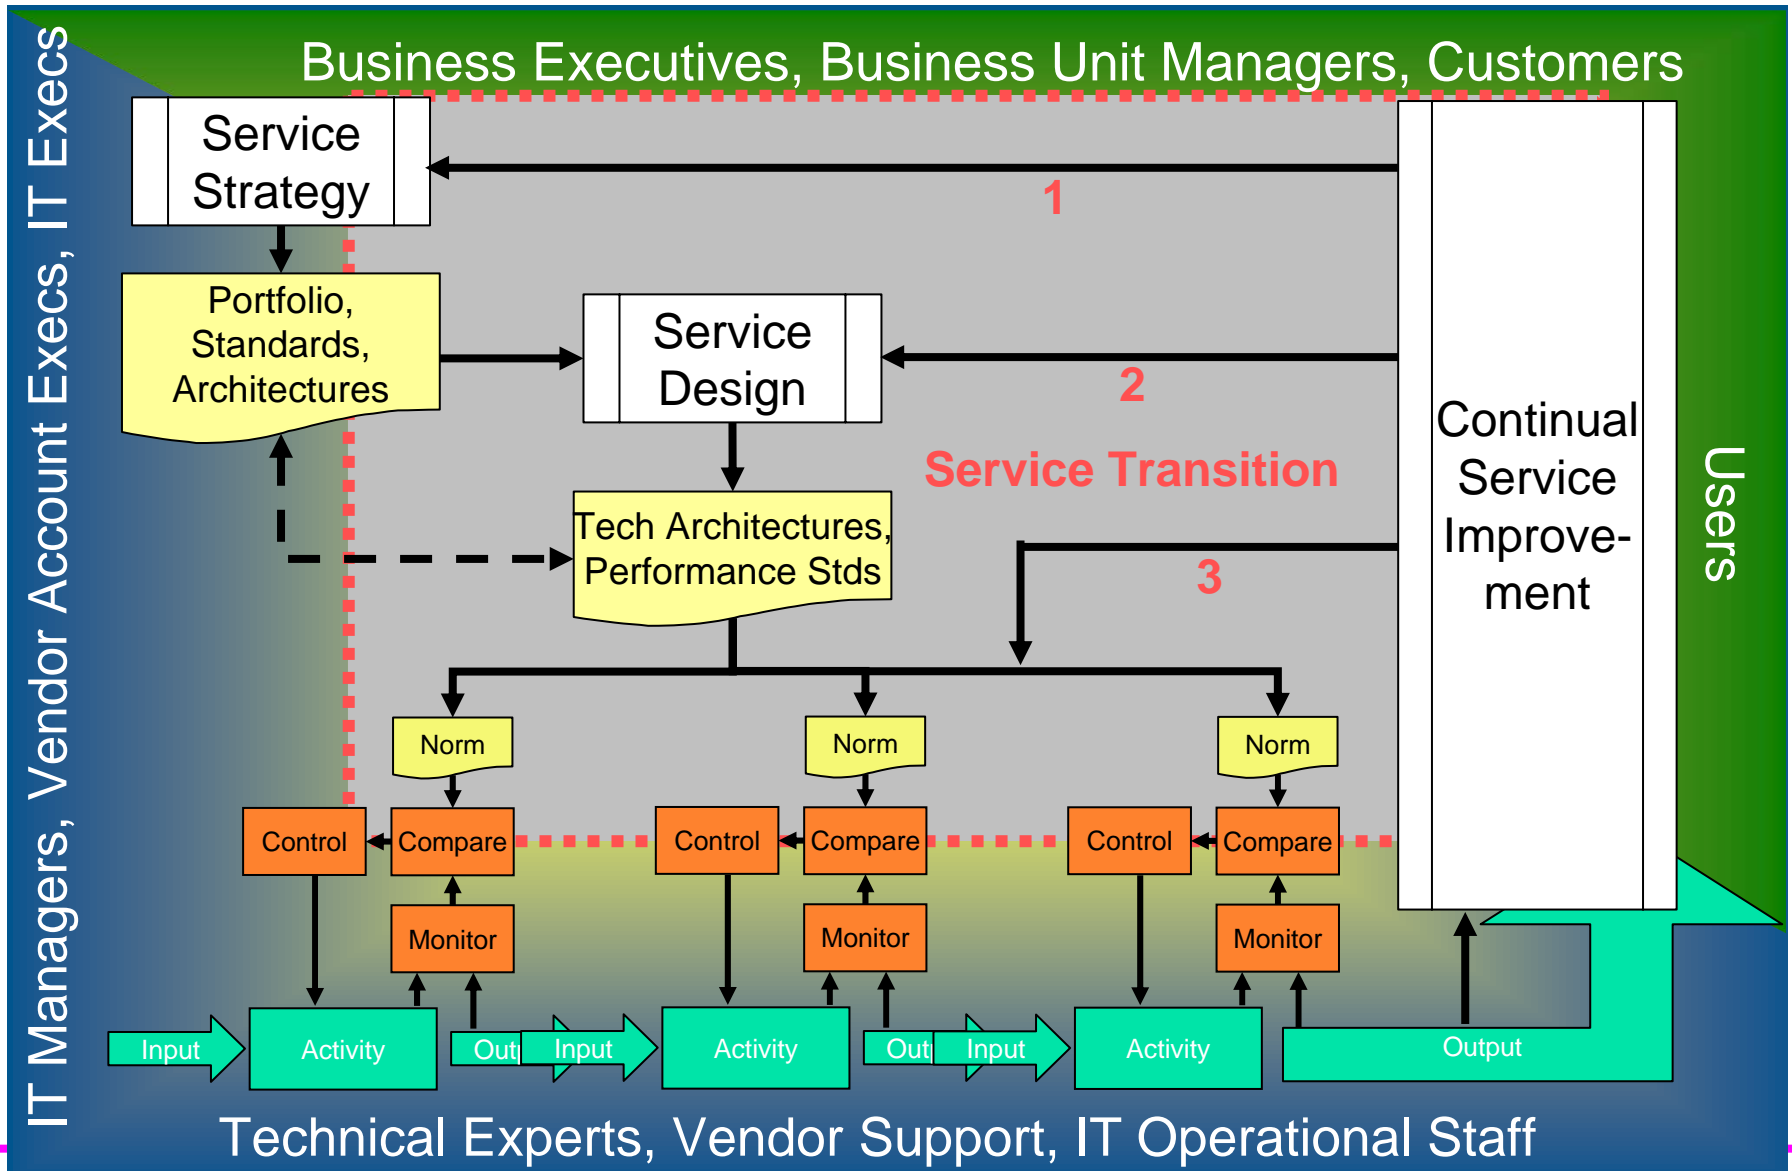 Business Executives, Business Unit Managers, Customers
IT Managers, Vendor Account Execs, IT Execs
Service
Strategy
1
Portfolio,
Standards,
Architectures
Service
Design
2
Service Transition
Continual
Service
Improve-
ment
Users
Tech Architectures,
Performance Stds
3
Norm
Norm
Norm
Control
Compare
Control
Compare
Control
Compare
Monitor
Monitor
Monitor
Input
Activity
Outp
Input
Activity
Out
Input
Activity
Output
Technical Experts, Vendor Support, IT Operational Staff